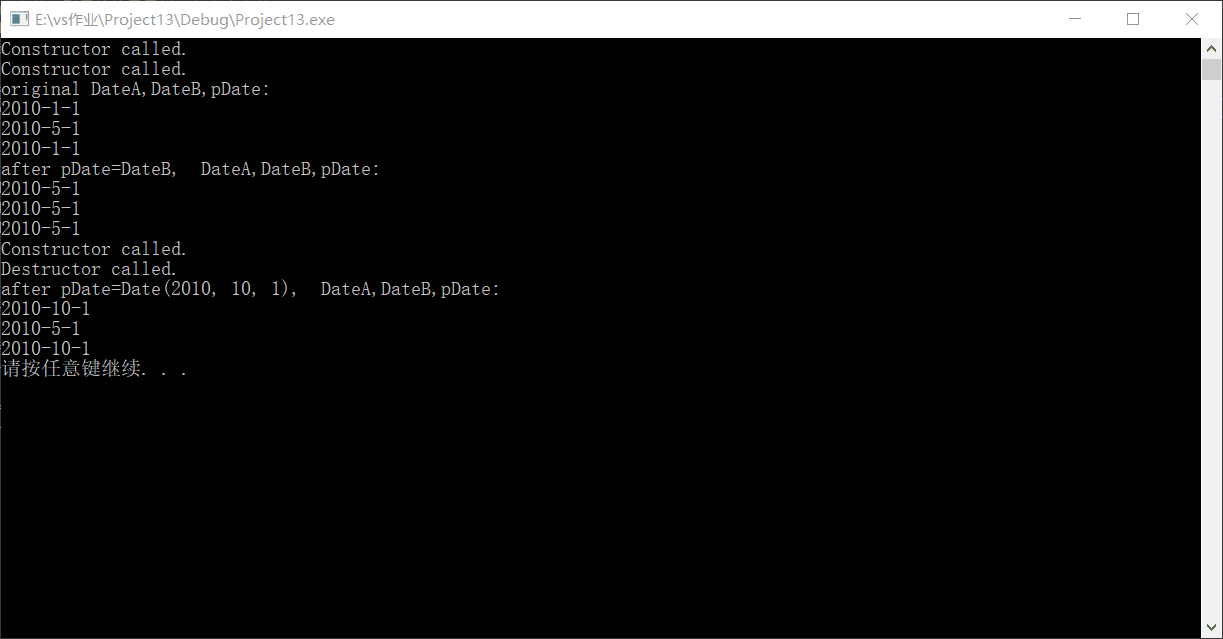 E:\vs作业\Project13\Debug\Project13.exe
Constructor called.
Constructor called.
original DateA,DateB,pDate:
2010-1-1
2010-5-1
2010-1-1
after pDate=DateB,  DateA,DateB,pDate:
2010-5-1
2010-5-1
2010-5-1
Constructor called.
Destructor called.
after pDate=Date(2010, 10, 1),  DateA,DateB,pDate:
2010-10-1
2010-5-1
2010-10-1
请按任意键继续. . .